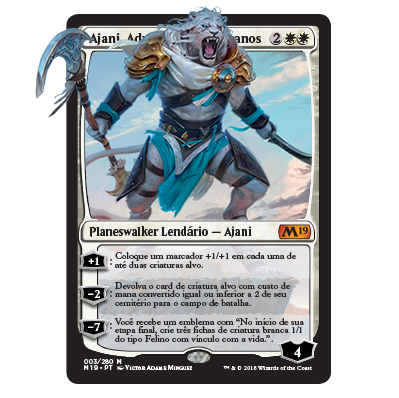 Ajani, Ada anos 2
Planeswalker Lendário — Ajani M19
+1 : Coloque um marcador +1/+1 em cada uma de
até duas criaturas alvo.
-2 : Devolva o card de criatura alvo com custo de
mana convertido igual ou inferior a 2 de seu
cemitério para o campo de batalha.
-7 : Você recebe um emblema com “No início de sua
etapa final, crie três fichas de criatura branca 1/1
do tipo Felino com vínculo com a vida.”.
4
003/280 M
M19 • PT Victor Adame Minguez
™ & © 2018 Wizards of the Coast